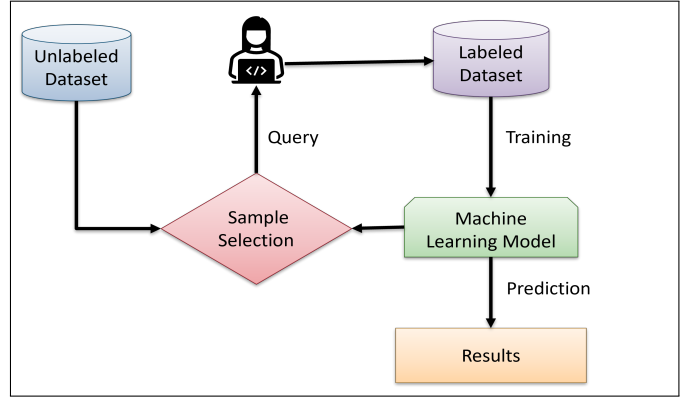 Unlabeled
Dataset
</>
Labeled
Dataset
Query
Training
Sample
Selection
Machine
Learning Model
Prediction
Results